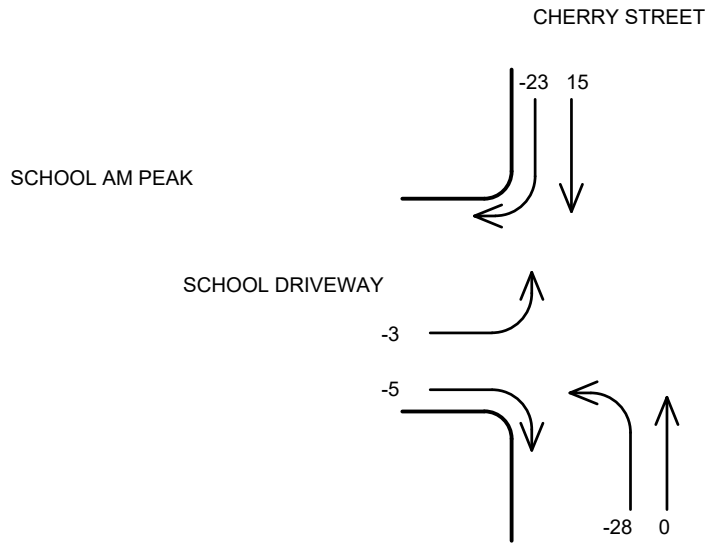 CHERRY STREET
-23 15
SCHOOL AM PEAK
SCHOOL DRIVEWAY
-3
-5
-28 0